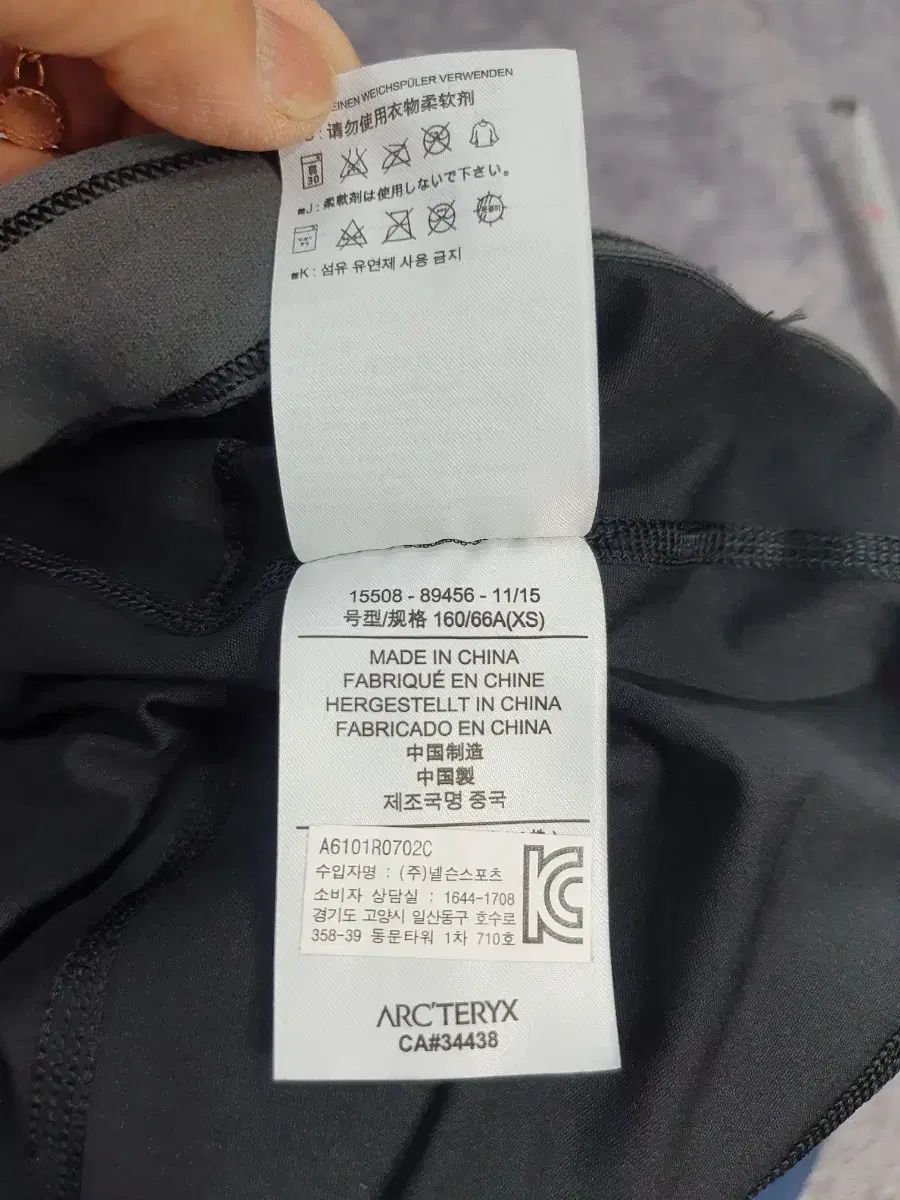 EINEN WEICHSPÜLER VERWENDEN
: 请勿使用衣物柔软剂
30
J : 柔軟剤は使用しないで下さい。
K : 섬유 유연제 사용 금지
15508 - 89456 - 11/15
号型/规格 160/66A(XS)
MADE IN CHINA
FABRIQUÉ EN CHINE
HERGESTELLT IN CHINA
FABRICADO EN CHINA
中国制造
中国製
제조국명 중국
A6101R0702C
수입자명 : (주)넬슨스포츠
소비자 상담실 : 1644-1708
경기도 고양시 일산동구 호수로
358-39 동문타워 1차 710호
KC
ARC'TERYX
CA#34438